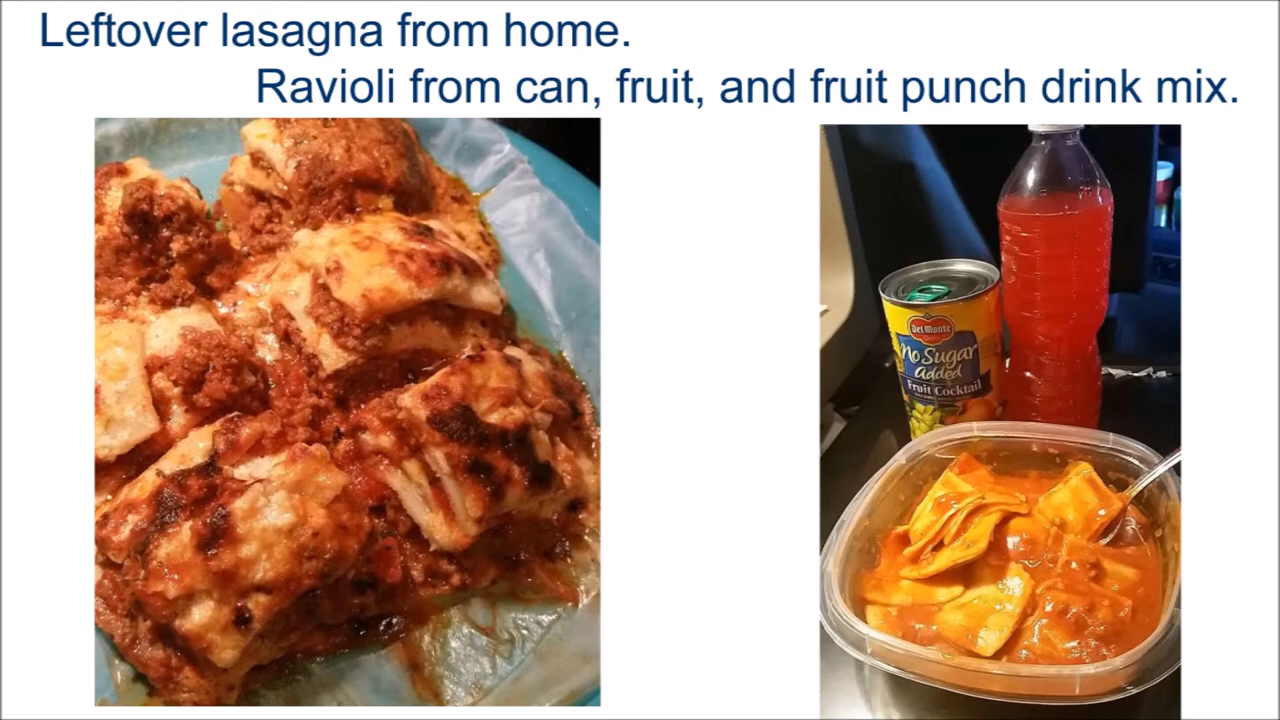 Leftover lasagna from home.
Ravioli from can, fruit, and fruit punch drink mix.
Del Monte
No Sugar
Added
Fruit Cocktail